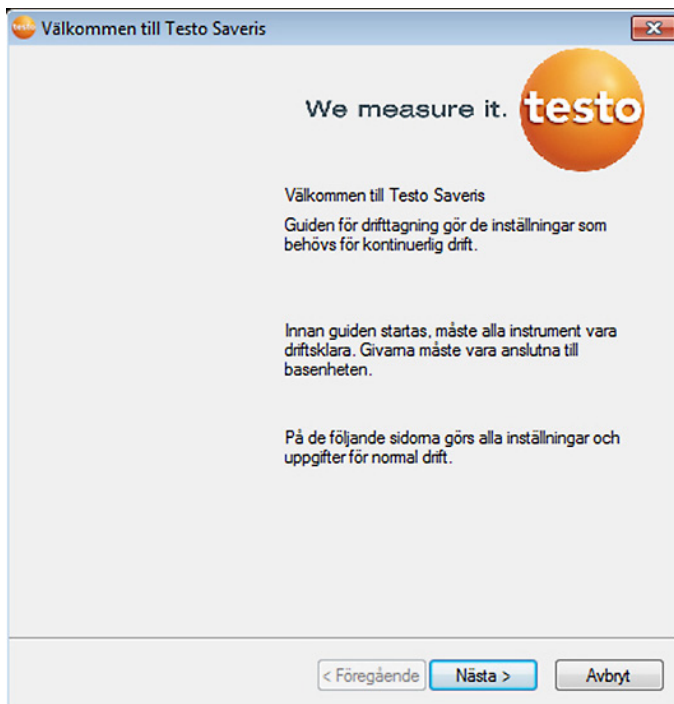 Välkommen till Testo Saveris
We measure it.
testo
Välkommen till Testo Saveris
Guiden för drifttagning gör de inställningar som
behövs för kontinuerlig drift.
Innan guiden startas, måste alla instrument vara
driftsklara. Givarna måste vara anslutna till
basenheten.
På de följande sidorna görs alla inställningar och
uppgifter för normal drift.
< Föregående
Nästa >
Avbryt